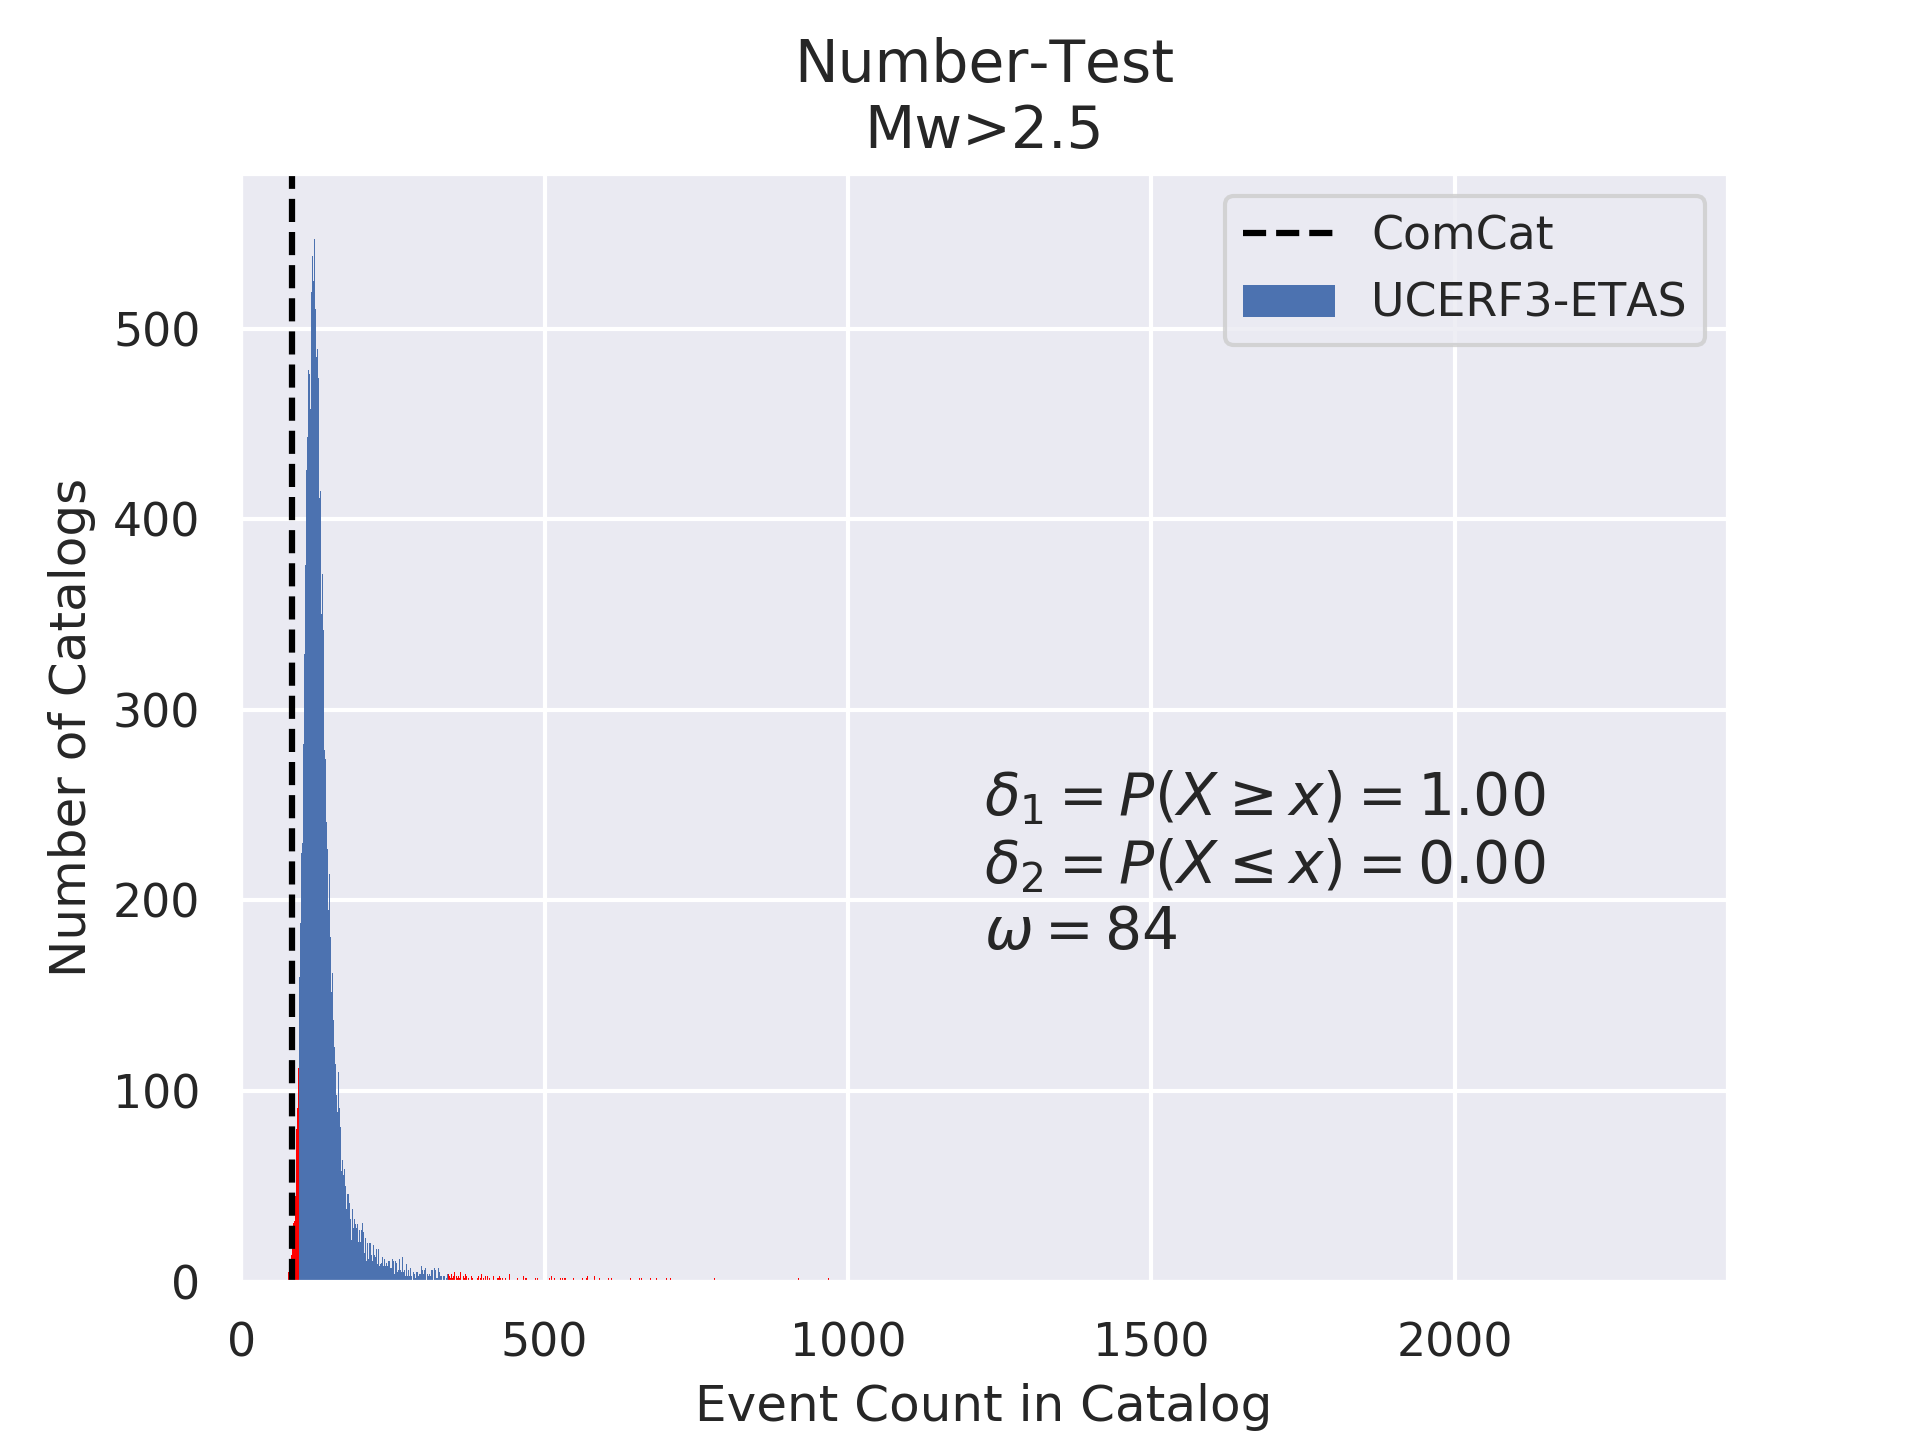 Number-Test
Mw>2.5
ComCat
UCERF3-ETAS
500
400
300
200
100
0
Number of Catalogs
δ₁ = P(X ≥ x) = 1.00
δ₂ = P(X ≤ x) = 0.00
ω = 84
0 500 1000 1500 2000
Event Count in Catalog